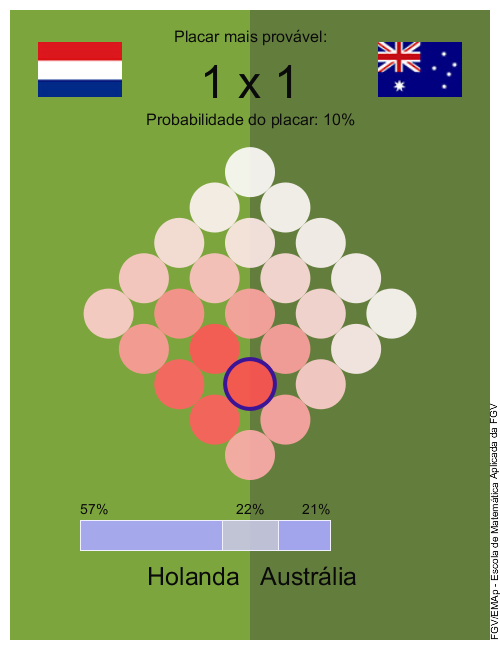 Placar mais provável:
1 x 1
Probabilidade do placar: 10%
57% 22% 21%
Holanda Austrália
FGV/EMAp - Escola de Matemática Aplicada da FGV